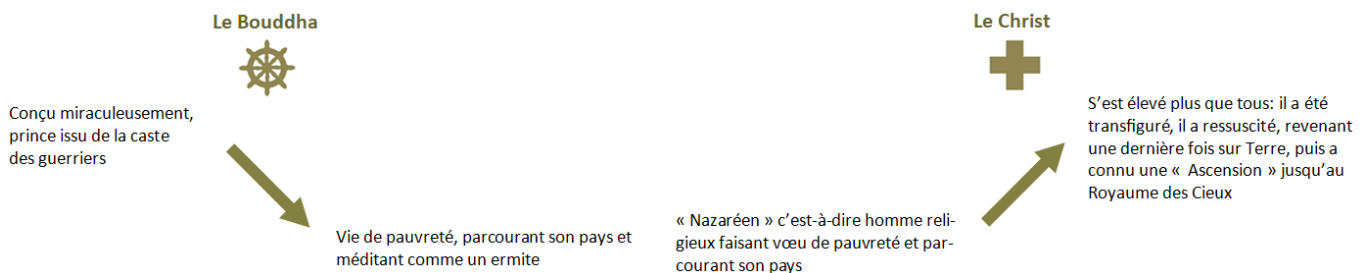 Le Bouddha
Conçu miraculeusement,
prince issu de la caste
des guerriers
Vie de pauvreté, parcourant son pays et
méditant comme un ermite
Le Christ
« Nazaréen » c’est-à-dire homme reli-
gieux faisant vœu de pauvreté et par-
courant son pays
S’est élevé plus que tous: il a été
transfiguré, il a ressuscité, revenant
une dernière fois sur Terre, puis a
connu une « Ascension » jusqu’au
Royaume des Cieux